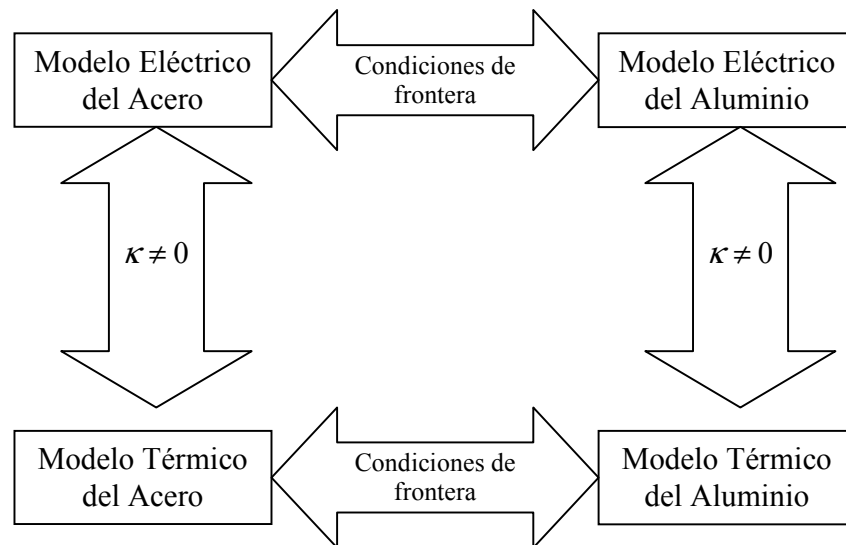 Modelo Eléctrico
del Acero
Condiciones de
frontera
Modelo Eléctrico
del Aluminio
κ ≠ 0
κ ≠ 0
Modelo Térmico
del Acero
Condiciones de
frontera
Modelo Térmico
del Aluminio